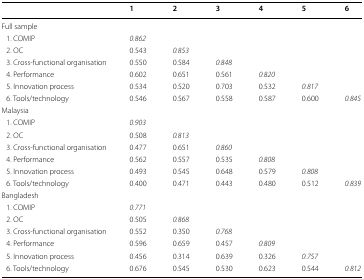 1 2 3 4 5 6
Full sample
1. COMIP 0.862
2. OC 0.543 0.853
3. Cross-functional organisation 0.550 0.584 0.848
4. Performance 0.602 0.651 0.561 0.820
5. Innovation process 0.534 0.520 0.703 0.532 0.817
6. Tools/technology 0.546 0.567 0.558 0.587 0.600 0.845
Malaysia
1. COMIP 0.903
2. OC 0.508 0.813
3. Cross-functional organisation 0.477 0.651 0.860
4. Performance 0.562 0.557 0.535 0.808
5. Innovation process 0.493 0.545 0.648 0.579 0.808
6. Tools/technology 0.400 0.471 0.443 0.480 0.512 0.839
Bangladesh
1. COMIP 0.771
2. OC 0.505 0.868
3. Cross-functional organisation 0.552 0.350 0.768
4. Performance 0.596 0.659 0.457 0.809
5. Innovation process 0.456 0.314 0.639 0.326 0.757
6. Tools/technology 0.676 0.545 0.530 0.623 0.544 0.812